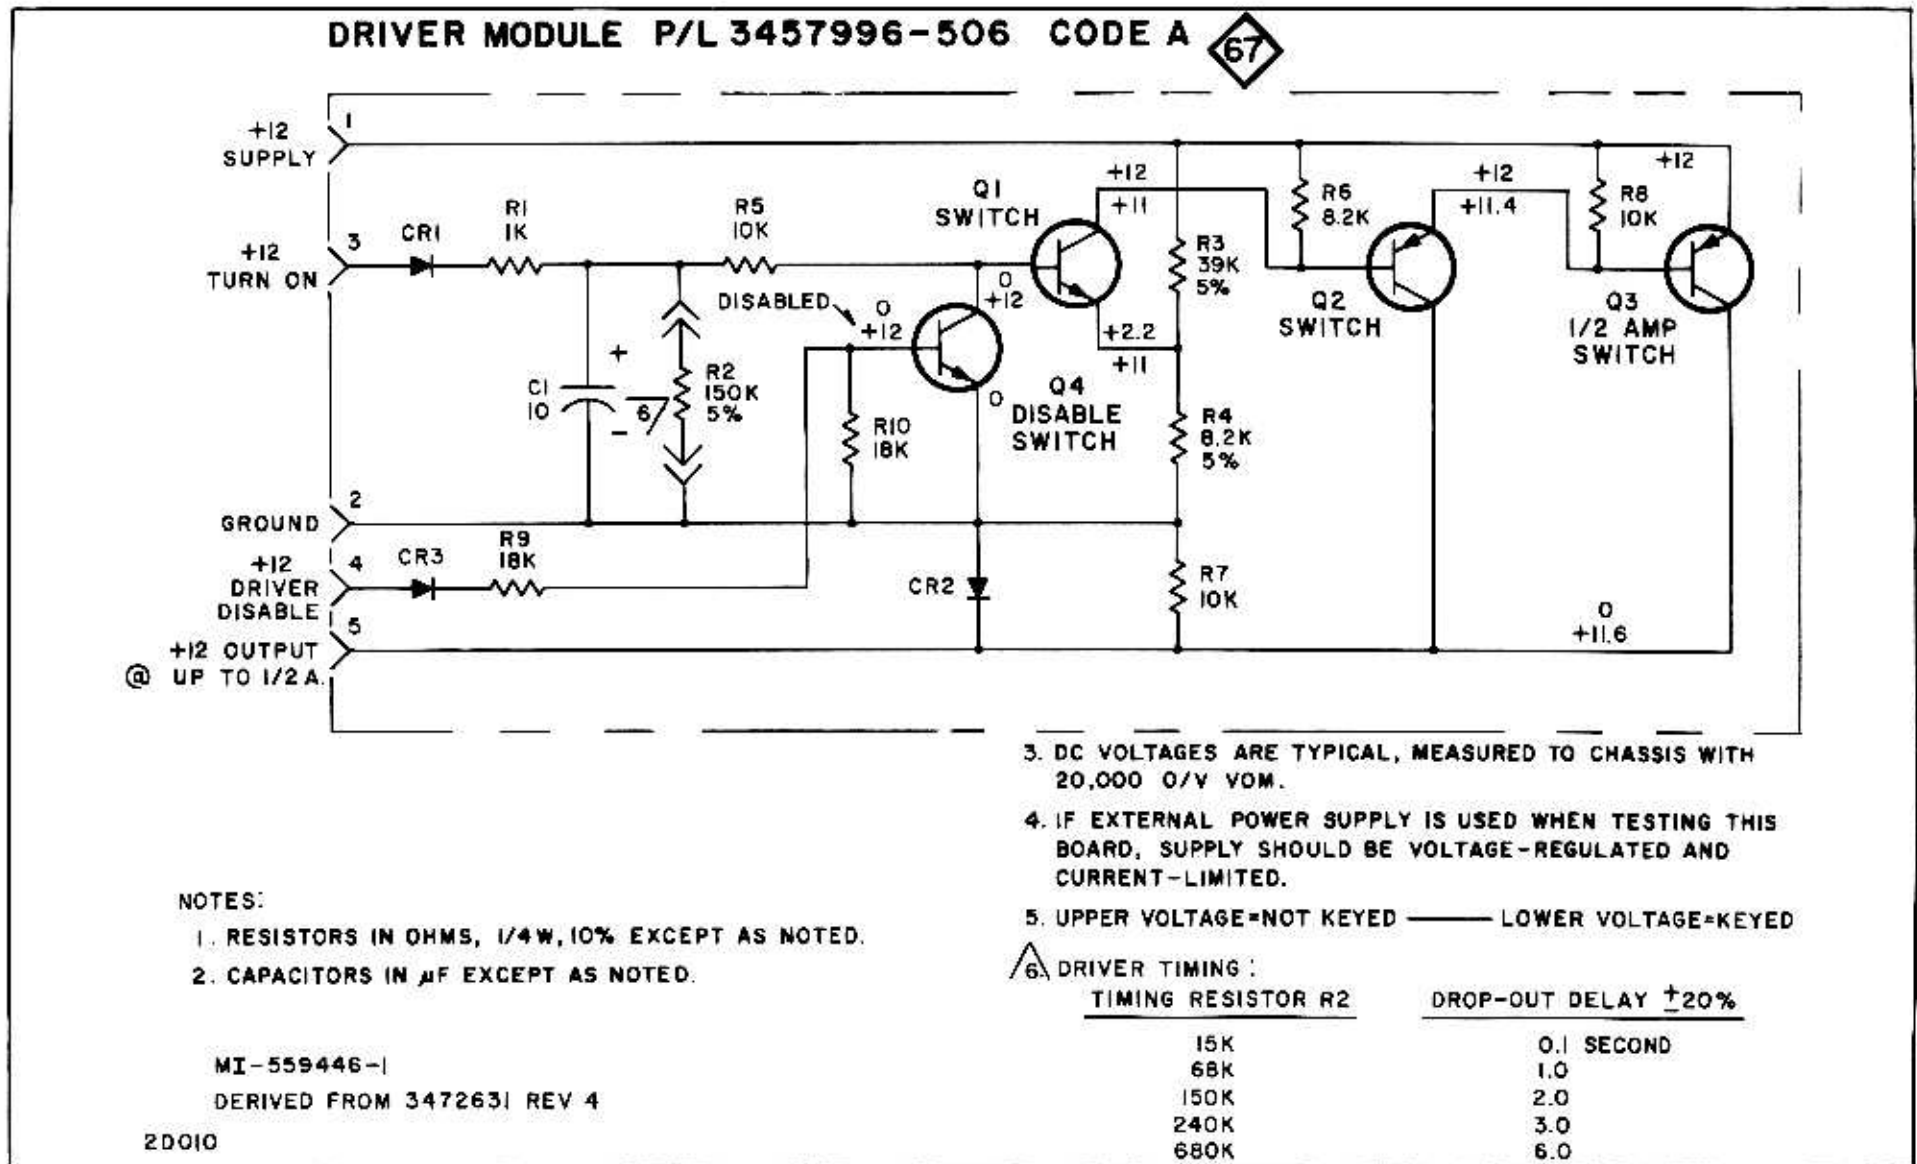 DRIVER MODULE P/L 3457996-506 CODE A
67
+12
SUPPLY
1
+12
TURN ON
3
CR1
R1
1K
R5
10K
Q1
SWITCH
+12
+11
R6
8.2K
+12
+11.4
R8
10K
+12
R3
39K
5%
Q2
SWITCH
Q3
1/2 AMP
SWITCH
DISABLED
0
+12
0
+12
+2.2
+11
C1
10
+
-
6
R2
150K
5%
R10
18K
0
Q4
DISABLE
SWITCH
R4
8.2K
5%
GROUND
2
+12
DRIVER
DISABLE
4
CR3
R9
18K
CR2
R7
10K
0
+11.6
+12 OUTPUT
@ UP TO 1/2 A.
5
3. DC VOLTAGES ARE TYPICAL, MEASURED TO CHASSIS WITH
20,000 O/V VOM.
4. IF EXTERNAL POWER SUPPLY IS USED WHEN TESTING THIS
BOARD, SUPPLY SHOULD BE VOLTAGE-REGULATED AND
CURRENT-LIMITED.
5. UPPER VOLTAGE=NOT KEYED —— LOWER VOLTAGE=KEYED
NOTES:
1. RESISTORS IN OHMS, 1/4W, 10% EXCEPT AS NOTED.
2. CAPACITORS IN µF EXCEPT AS NOTED.
6. DRIVER TIMING:
TIMING RESISTOR R2 DROP-OUT DELAY ±20%
15K 0.1 SECOND
68K 1.0
150K 2.0
240K 3.0
680K 6.0
MI-559446-1
DERIVED FROM 3472631 REV 4
2D010